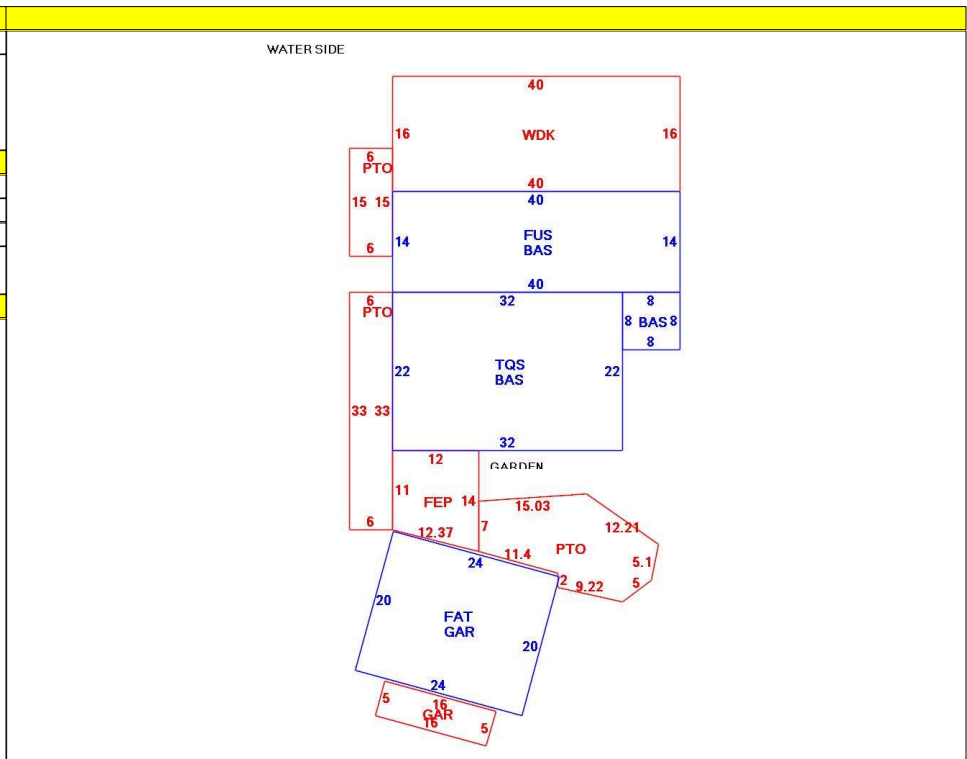 WATER SIDE
40
16 WDK 16
6
PTO
40
40
15 15
14 FUS 14
BAS
6
40
6 32 8
PTO
8 BAS 8
8
22 TQS 22
BAS
33 33
32
12
GARDEN
11
FEP 14
15.03
6
12.37
7
12.21
11.4
PTO
24
5.1
2
9.22
5
20
FAT
GAR
20
24
5
16
GAR
16
5